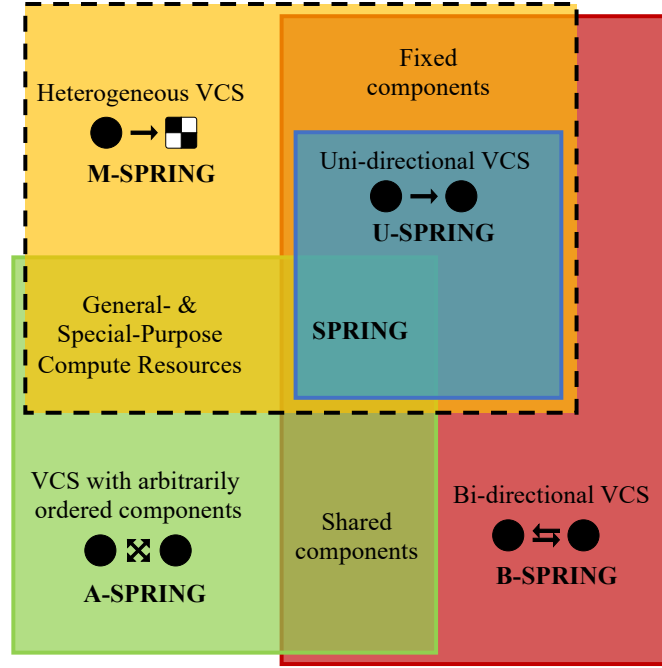 Heterogeneous VCS
M-SPRING
Fixed
components
Uni-directional VCS
U-SPRING
General- &
Special-Purpose
Compute Resources
SPRING
VCS with arbitrarily
ordered components
A-SPRING
Shared
components
Bi-directional VCS
B-SPRING